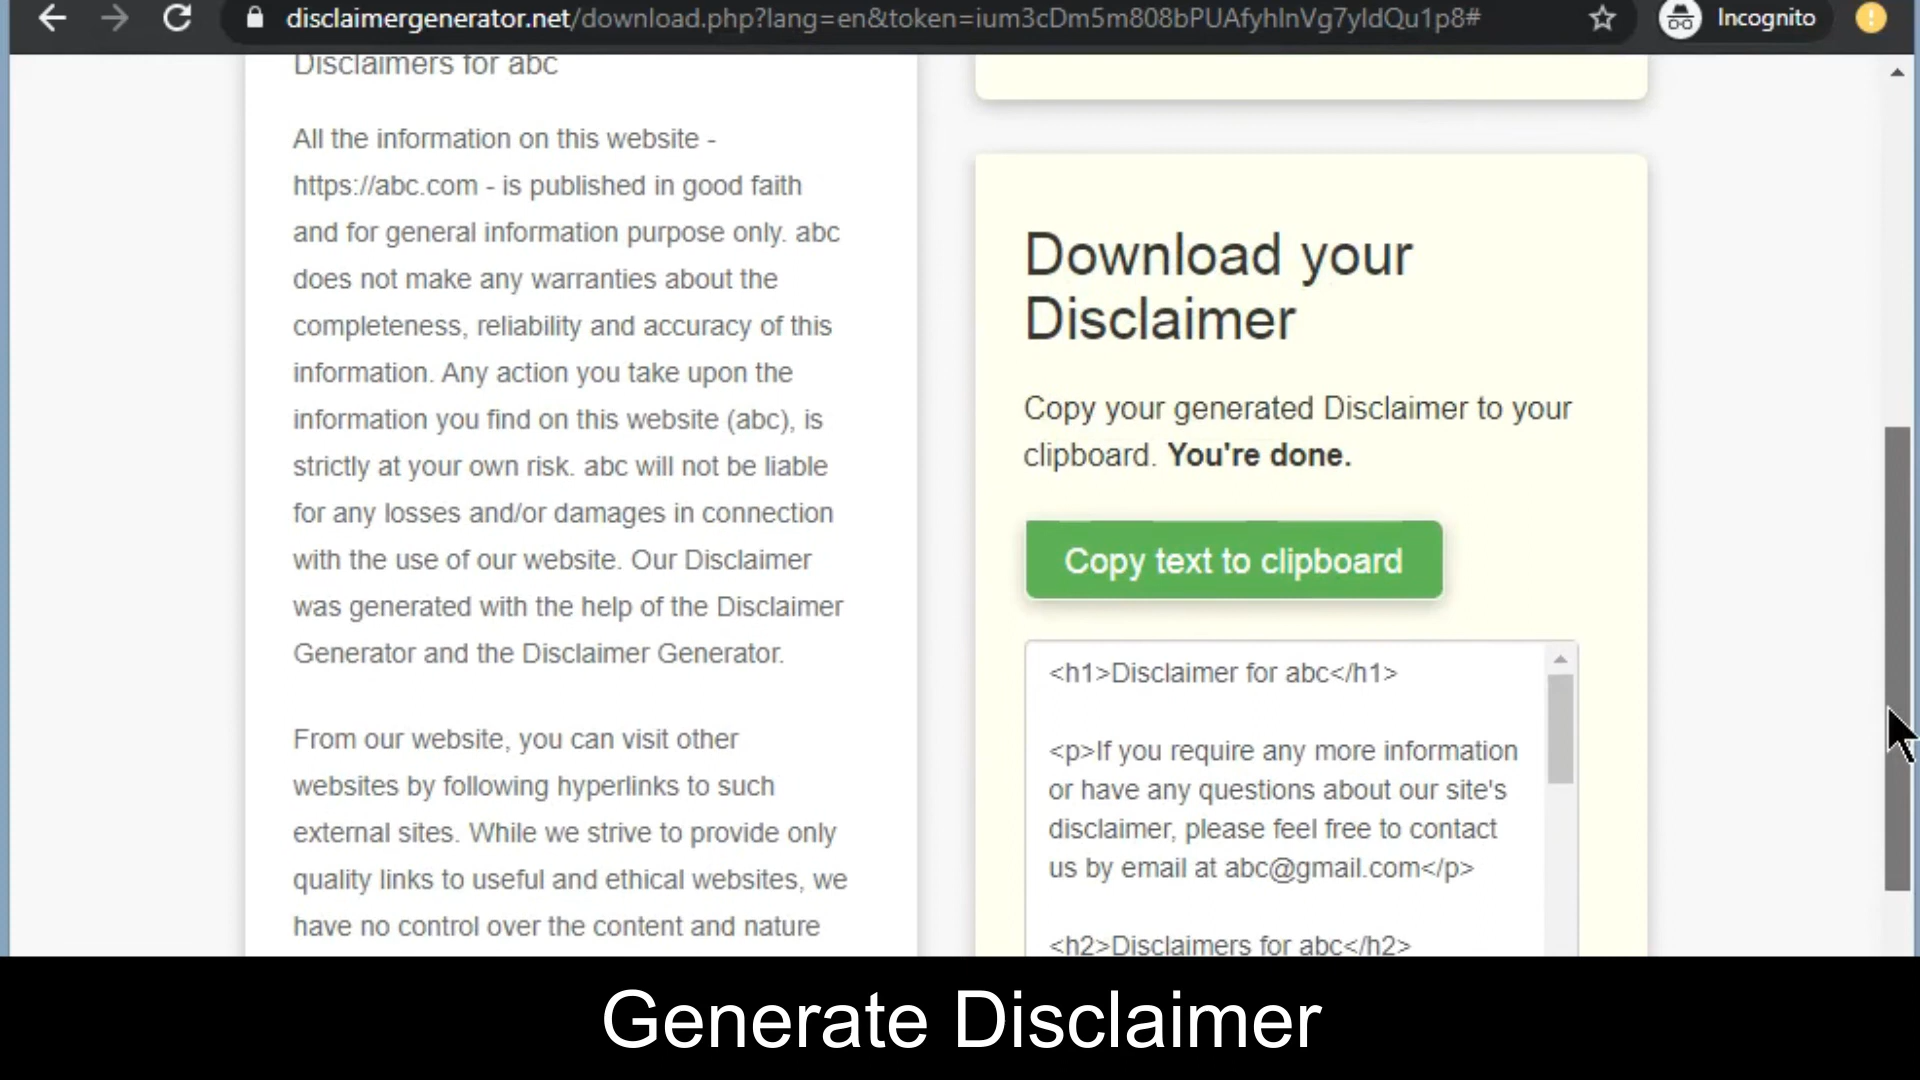 disclaimergenerator.net/download.php?lang=en&token=ium3cDm5m808bPUAfyhlnVg7yldQu1p8#
Incognito
Disclaimers for abc
All the information on this website -
https://abc.com - is published in good faith
and for general information purpose only. abc
does not make any warranties about the
completeness, reliability and accuracy of this
information. Any action you take upon the
information you find on this website (abc), is
strictly at your own risk. abc will not be liable
for any losses and/or damages in connection
with the use of our website. Our Disclaimer
was generated with the help of the Disclaimer
Generator and the Disclaimer Generator.
From our website, you can visit other
websites by following hyperlinks to such
external sites. While we strive to provide only
quality links to useful and ethical websites, we
have no control over the content and nature
Download your
Disclaimer
Copy your generated Disclaimer to your
clipboard. You're done.
Copy text to clipboard
<h1>Disclaimer for abc</h1>
<p>If you require any more information
or have any questions about our site's
disclaimer, please feel free to contact
us by email at abc@gmail.com</p>
<h2>Disclaimers for abc</h2>
Generate Disclaimer